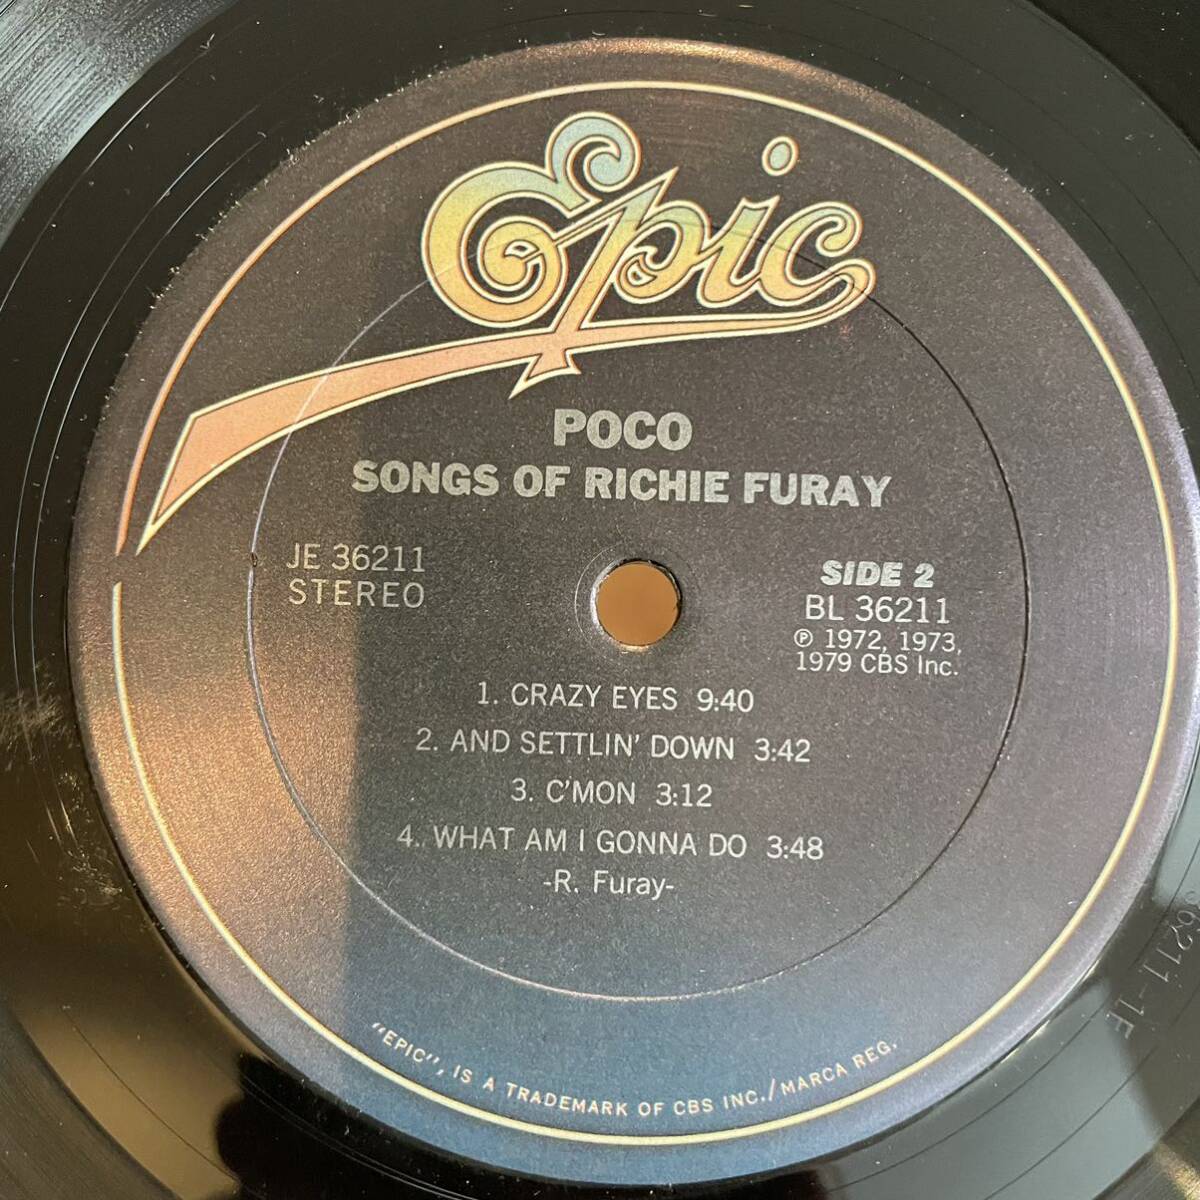 Epic
POCO
SONGS OF RICHIE FURAY
JE 36211
STEREO
SIDE 2
BL 36211
℗ 1972, 1973,
1979 CBS Inc.
1. CRAZY EYES 9:40
2. AND SETTLIN' DOWN 3:42
3. C'MON 3:12
4. WHAT AM I GONNA DO 3:48
-R. Furay-
"EPIC", IS A TRADEMARK OF CBS INC./MARCA REG.